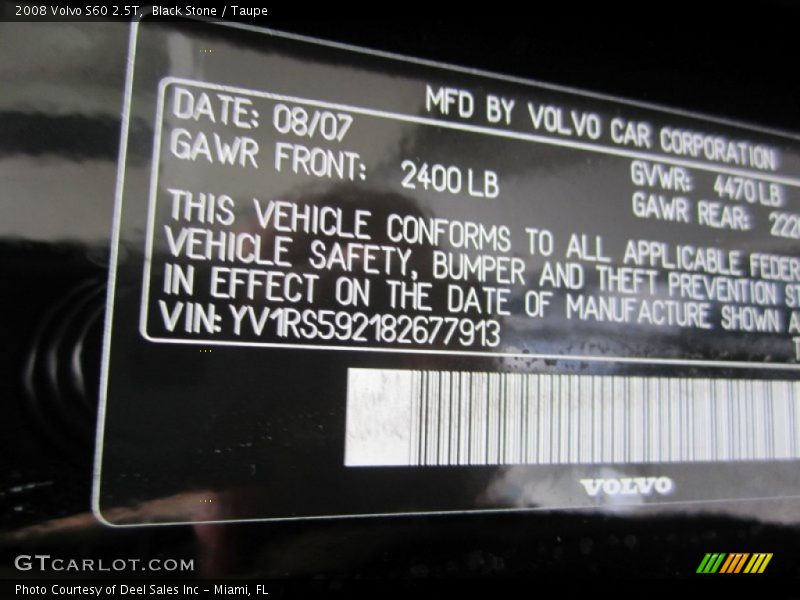 2008 Volvo S60 2.5T, Black Stone / Taupe
MFD BY VOLVO CAR CORPORATION
DATE: 08/07
GVWR: 4470 LB
GAWR FRONT: 2400 LB
GAWR REAR:
THIS VEHICLE CONFORMS TO ALL APPLICABLE
VEHICLE SAFETY, BUMPER AND THEFT PREVENTION
IN EFFECT ON THE DATE OF MANUFACTURE SHOWN
VIN: YV1RS592182677913
VOLVO
GTCARLOT.COM
Photo Courtesy of Deel Sales Inc - Miami, FL